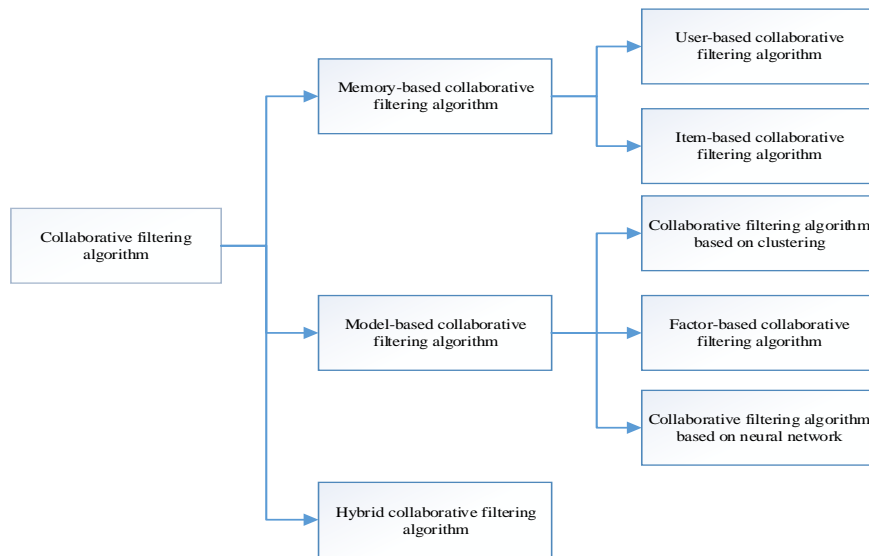 User-based collaborative
filtering algorithm
Memory-based collaborative
filtering algorithm
Item-based collaborative
filtering algorithm
Collaborative filtering
algorithm
Collaborative filtering algorithm
based on clustering
Model-based collaborative
filtering algorithm
Factor-based collaborative
filtering algorithm
Collaborative filtering algorithm
based on neural network
Hybrid collaborative filtering
algorithm